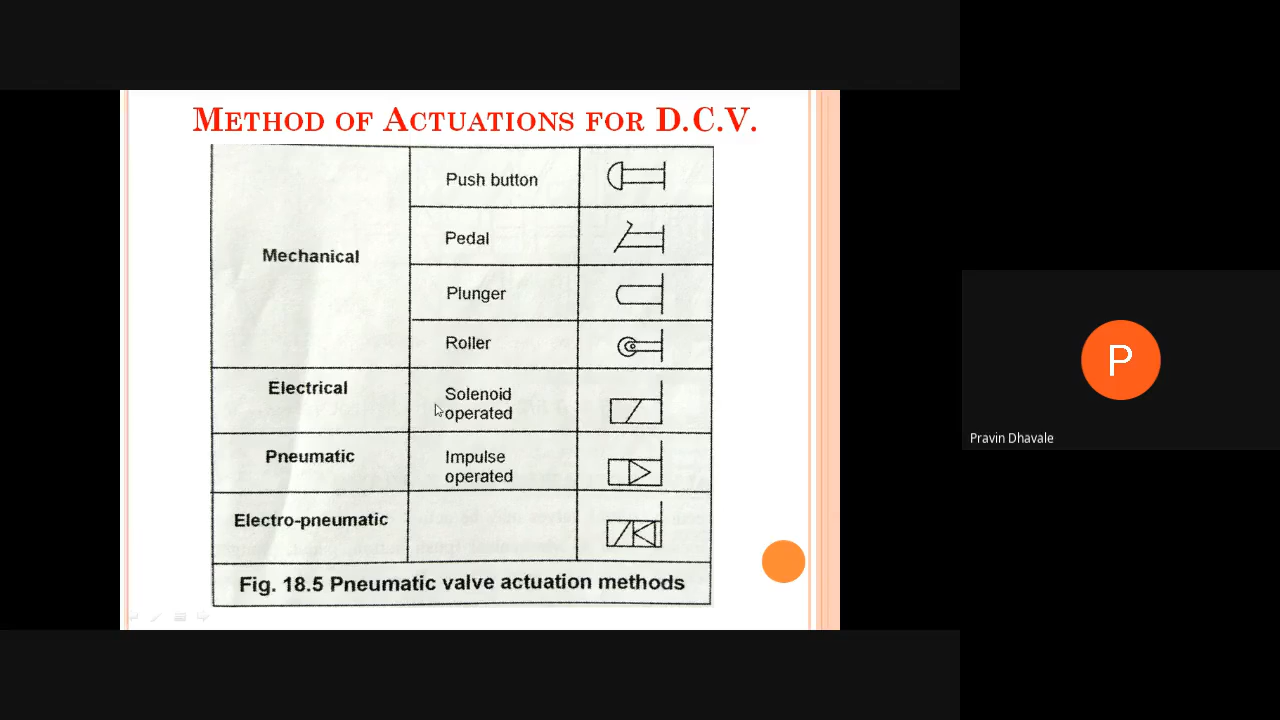 METHOD OF ACTUATIONS FOR D.C.V.
Mechanical
Push button
Pedal
Plunger
Roller
Electrical
Solenoid
operated
Pneumatic
Impulse
operated
Electro-pneumatic
Fig. 18.5 Pneumatic valve actuation methods
P
Pravin Dhavale